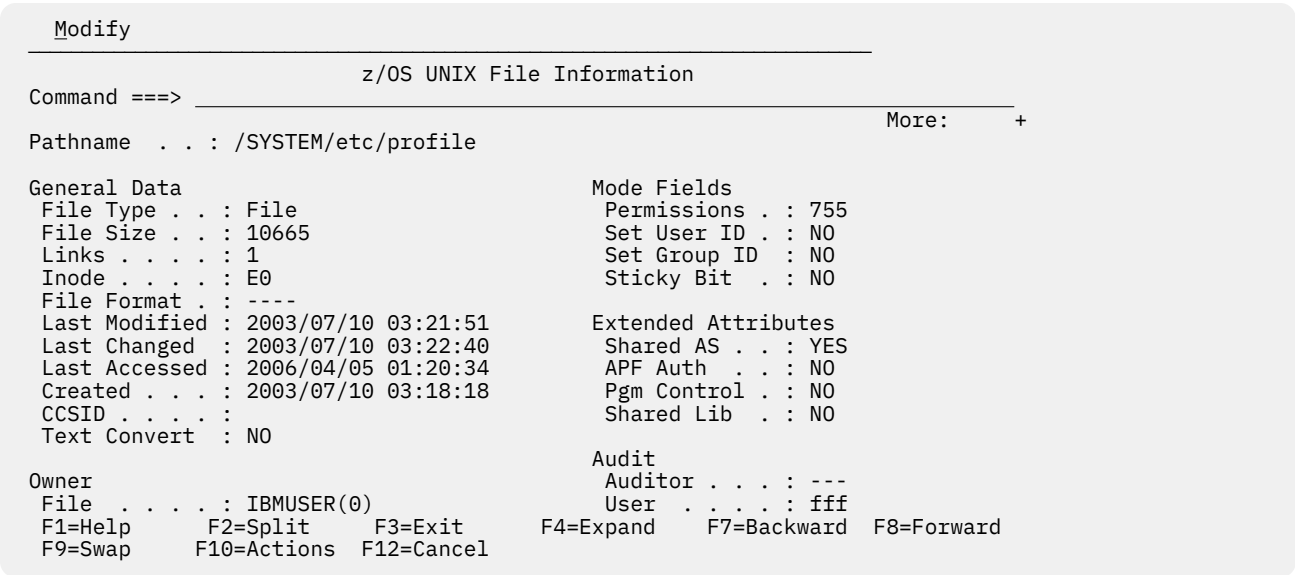 Modify
z/OS UNIX File Information
Command ===>
More:     +
Pathname  . . : /SYSTEM/etc/profile
General Data                                Mode Fields
File Type . . : File                        Permissions . : 755
File Size . . : 10665                       Set User ID . : NO
Links . . . . : 1                           Set Group ID  : NO
Inode . . . . : E0                          Sticky Bit  . : NO
File Format . : ----
Last Modified : 2003/07/10 03:21:51         Extended Attributes
Last Changed  : 2003/07/10 03:22:40         Shared AS . . : YES
Last Accessed : 2006/04/05 01:20:34         APF Auth  . . : NO
Created . . . : 2003/07/10 03:18:18         Pgm Control . : NO
CCSID . . . . :                             Shared Lib  . : NO
Text Convert  : NO
Audit
Owner                                       Auditor . . . : ---
File  . . . . : IBMUSER(0)                  User  . . . . : fff
F1=Help      F2=Split     F3=Exit      F4=Expand    F7=Backward  F8=Forward
F9=Swap     F10=Actions  F12=Cancel